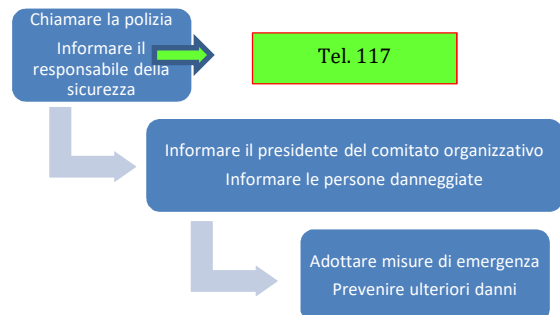 Chiamare la polizia
Informare il
responsabile della
sicurezza
Tel. 117
Informare il presidente del comitato organizzativo
Informare le persone danneggiate
Adottare misure di emergenza
Prevenire ulteriori danni